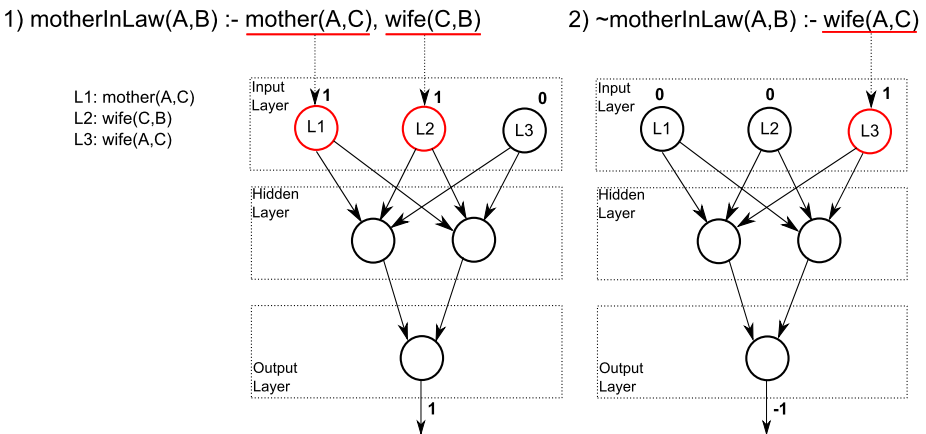 1) motherInLaw(A,B) :- mother(A,C), wife(C,B)
2) ~motherInLaw(A,B) :- wife(A,C)
L1: mother(A,C)
L2: wife(C,B)
L3: wife(A,C)
Input
Layer
1
1
0
L1
L2
L3
Hidden
Layer
Output
Layer
1
Input
Layer
0
0
1
L1
L2
L3
Hidden
Layer
Output
Layer
-1